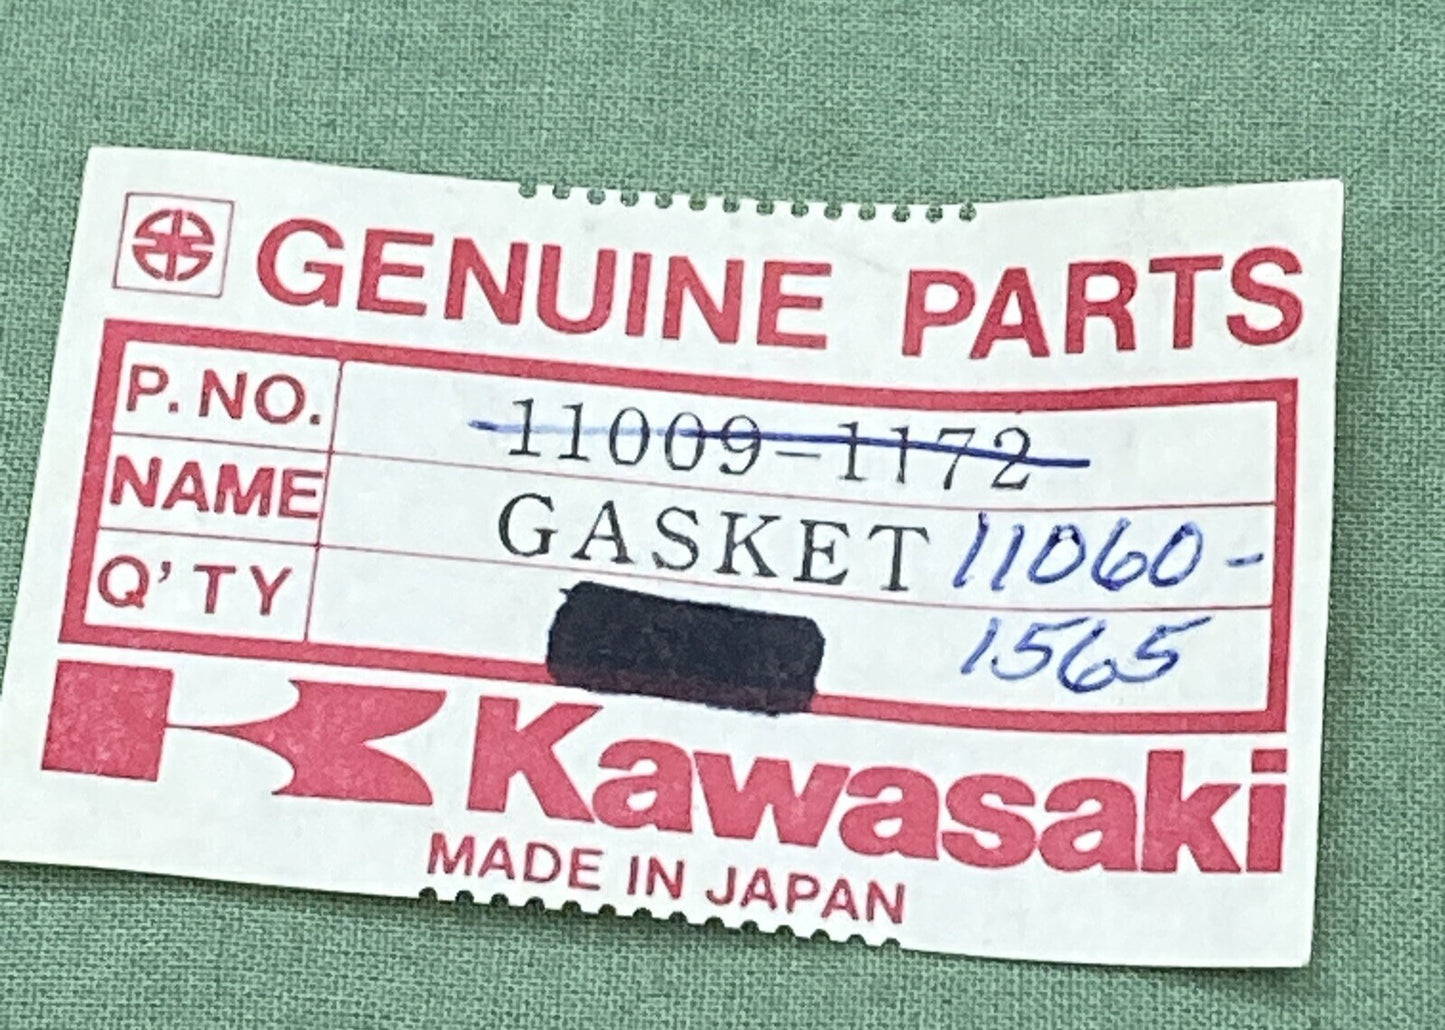 GENUINE PARTS
P. NO. 11009-1172
NAME GASKET 11060-
Q'TY 1565
Kawasaki
MADE IN JAPAN